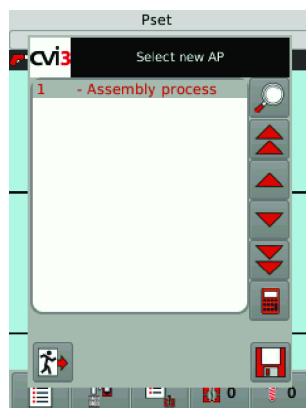 Pset
cvi3
Select new AP
1 - Assembly process
0
0